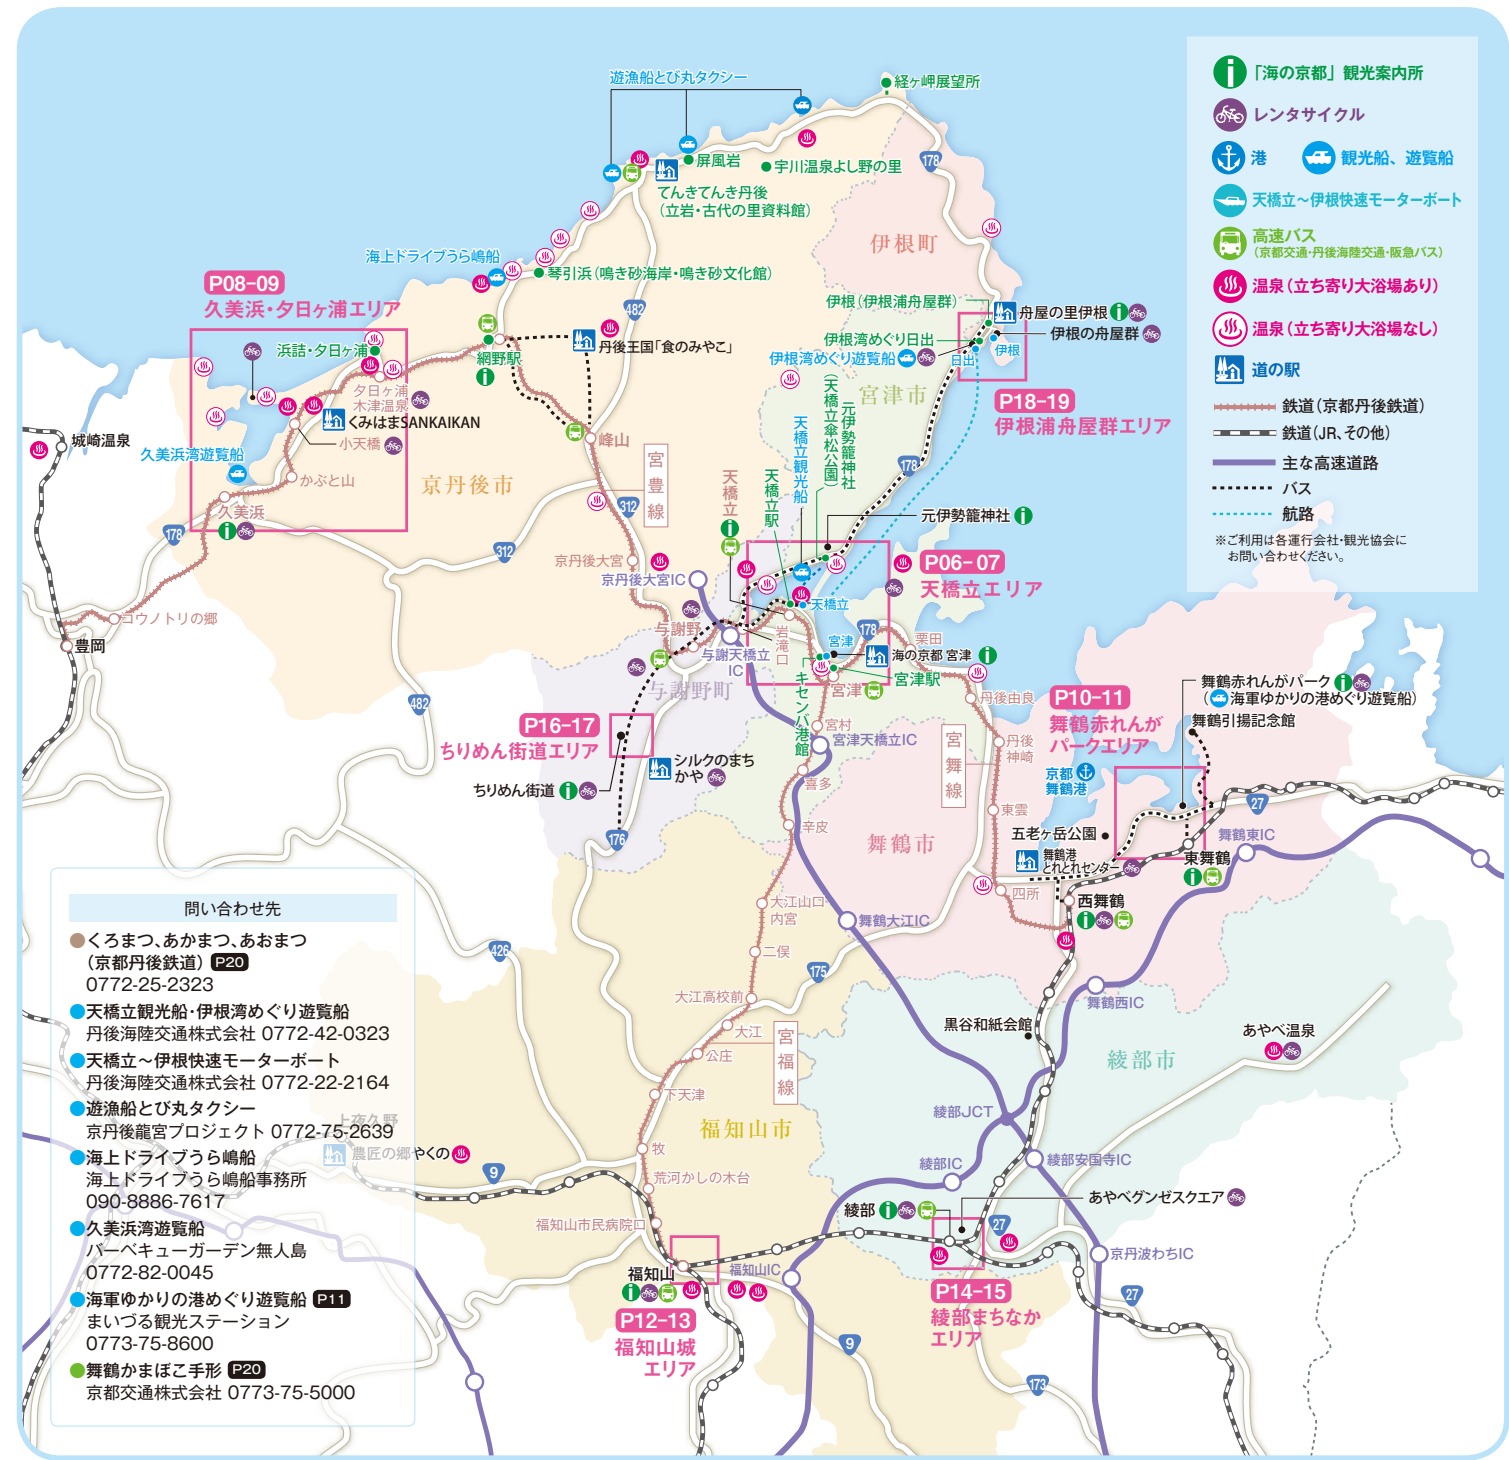 「海の京都」観光案内所
レンタサイクル
港
観光船、遊覧船
天橋立～伊根快速モーターボート
高速バス
(京都交通・丹後海陸交通・阪急バス)
温泉(立ち寄り大浴場あり)
温泉(立ち寄り大浴場なし)
道の駅
鉄道(京都丹後鉄道)
鉄道(JR、その他)
主な高速道路
バス
航路
※ご利用は各運行会社・観光協会に
お問い合わせください。
遊漁船とび丸タクシー
経ヶ岬展望所
屏風岩
宇川温泉よし野の里
てんきてんき丹後
(立岩・古代の里資料館)
178
伊根町
海上ドライブうら嶋船
琴引浜(鳴き砂海岸・鳴き砂文化館)
P08-09
久美浜・夕日ヶ浦エリア
482
浜詰・夕日ヶ浦
網野駅
丹後王国「食のみやこ」
夕日ヶ浦
木津温泉
くみはまSANKAIKAN
小天橋
城崎温泉
久美浜湾遊覧船
かぶと山
久美浜
京丹後市
峰山
宮豊線
312
178
312
伊根(伊根浦舟屋群)
舟屋の里伊根
伊根湾めぐり日出
伊根の舟屋群
伊根湾めぐり遊覧船
日出
伊根
宮津市
P18-19
伊根浦舟屋群エリア
元伊勢籠神社
(天橋立傘松公園)
天橋立観光船
天橋立駅
天橋立
178
元伊勢籠神社
P06-07
天橋立エリア
京丹後大宮
京丹後大宮IC
コウノトリの郷
豊岡
与謝野
与謝天橋立
IC
岩滝口
天橋立
宮津
178
栗田
海の京都 宮津
宮津駅
宮津
キセンバ港館
与謝野町
482
P16-17
ちりめん街道エリア
シルクのまち
かや
ちりめん街道
176
宮村
宮津天橋立IC
喜多
辛皮
丹後由良
丹後
神崎
宮舞線
東雲
P10-11
舞鶴赤れんが
パークエリア
京都
舞鶴港
舞鶴赤れんがパーク
(海軍ゆかりの港めぐり遊覧船)
舞鶴引揚記念館
27
五老ヶ岳公園
舞鶴東IC
舞鶴港
とれとれセンター
東舞鶴
舞鶴市
四所
西舞鶴
大江山口
内宮
舞鶴大江IC
二俣
426
175
大江高校前
舞鶴西IC
大江
宮福線
公庄
黒谷和紙会館
あやべ温泉
綾部市
下天津
福知山市
綾部JCT
牧
綾部IC
綾部安国寺IC
荒河かしの木台
上夜久野
農匠の郷やくの
9
福知山市民病院口
綾部
あやべグンゼスクエア
27
京丹波わちIC
福知山
福知山IC
P12-13
福知山城
エリア
P14-15
綾部まちなか
エリア
27
9
173
問い合わせ先
くろまつ、あかまつ、あおまつ
(京都丹後鉄道) P20
0772-25-2323
天橋立観光船・伊根湾めぐり遊覧船
丹後海陸交通株式会社 0772-42-0323
天橋立～伊根快速モーターボート
丹後海陸交通株式会社 0772-22-2164
遊漁船とび丸タクシー
京丹後龍宮プロジェクト 0772-75-2639
海上ドライブうら嶋船
海上ドライブうら嶋船事務所
090-8886-7617
久美浜湾遊覧船
バーベキューガーデン無人島
0772-82-0045
海軍ゆかりの港めぐり遊覧船 P11
まいづる観光ステーション
0773-75-8600
舞鶴かまぼこ手形 P20
京都交通株式会社 0773-75-5000